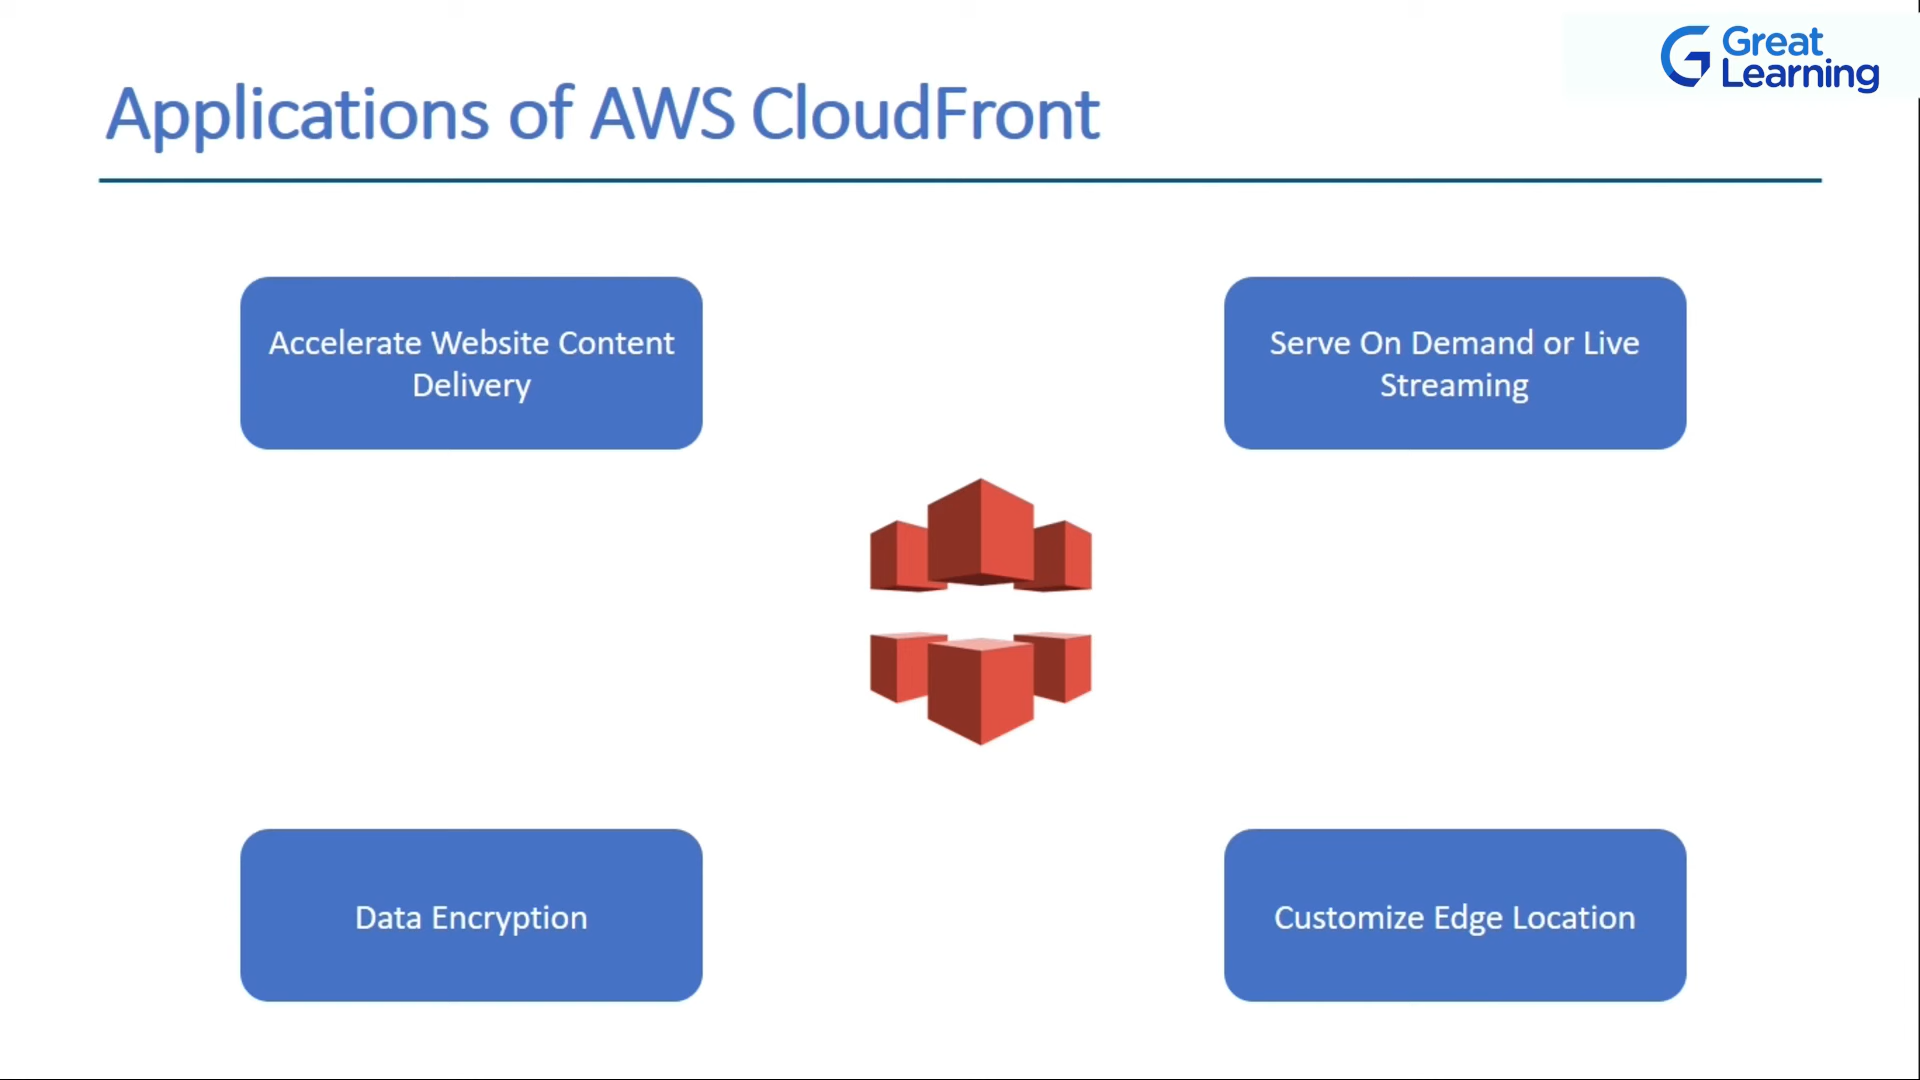 Great
Learning
Applications of AWS CloudFront
Accelerate Website Content
Delivery
Serve On Demand or Live
Streaming
Data Encryption
Customize Edge Location